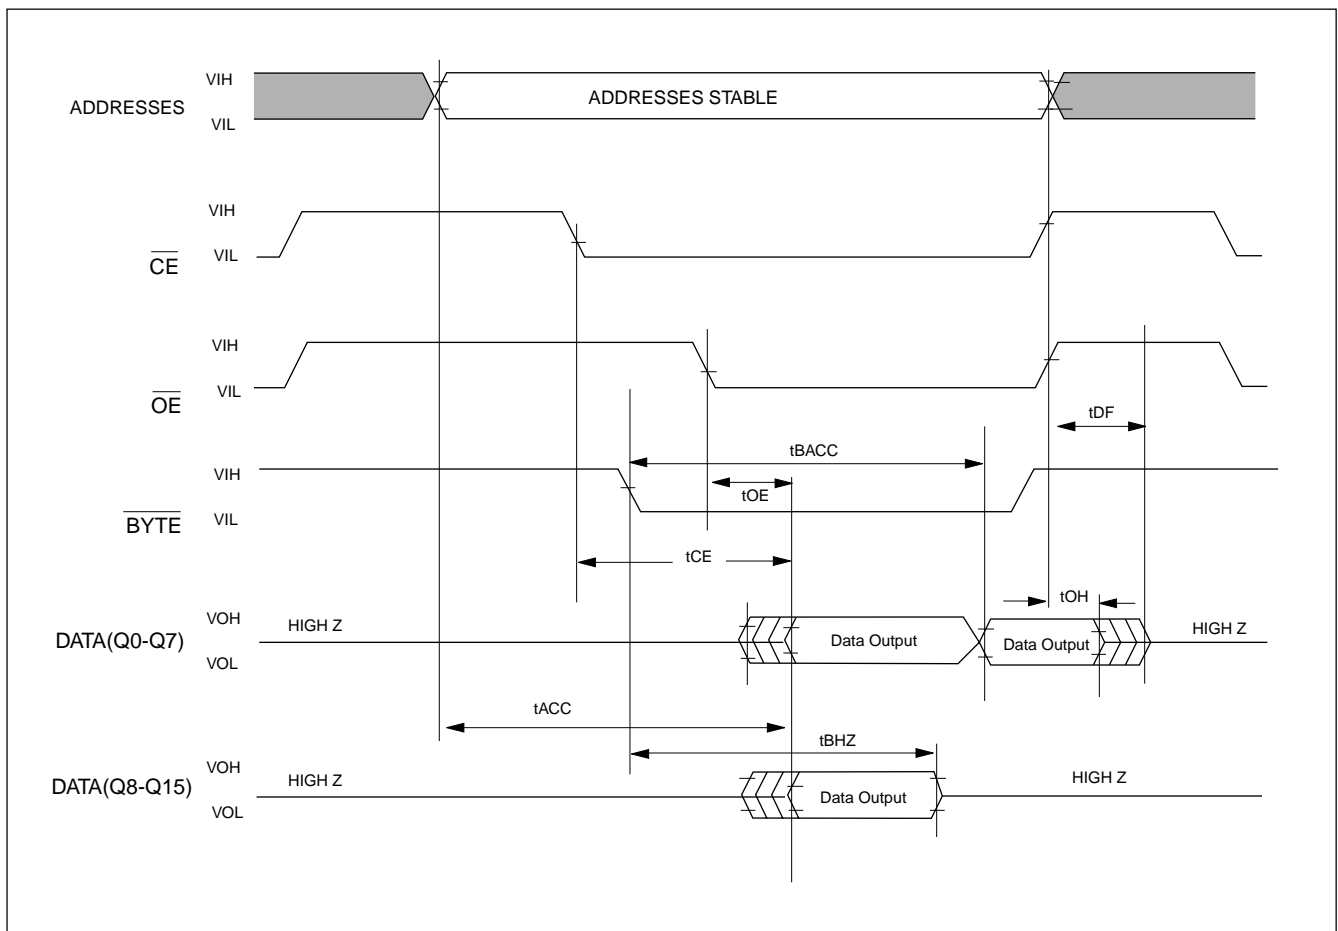 VIH
ADDRESSES
ADDRESSES STABLE
VIL
VIH
CE
VIL
VIH
OE
VIL
tDF
tBACC
VIH
tOE
BYTE
VIL
tCE
tOH
VOH
HIGH Z
DATA(Q0-Q7)
Data Output
Data Output
HIGH Z
VOL
tACC
tBHZ
VOH
HIGH Z
DATA(Q8-Q15)
Data Output
HIGH Z
VOL